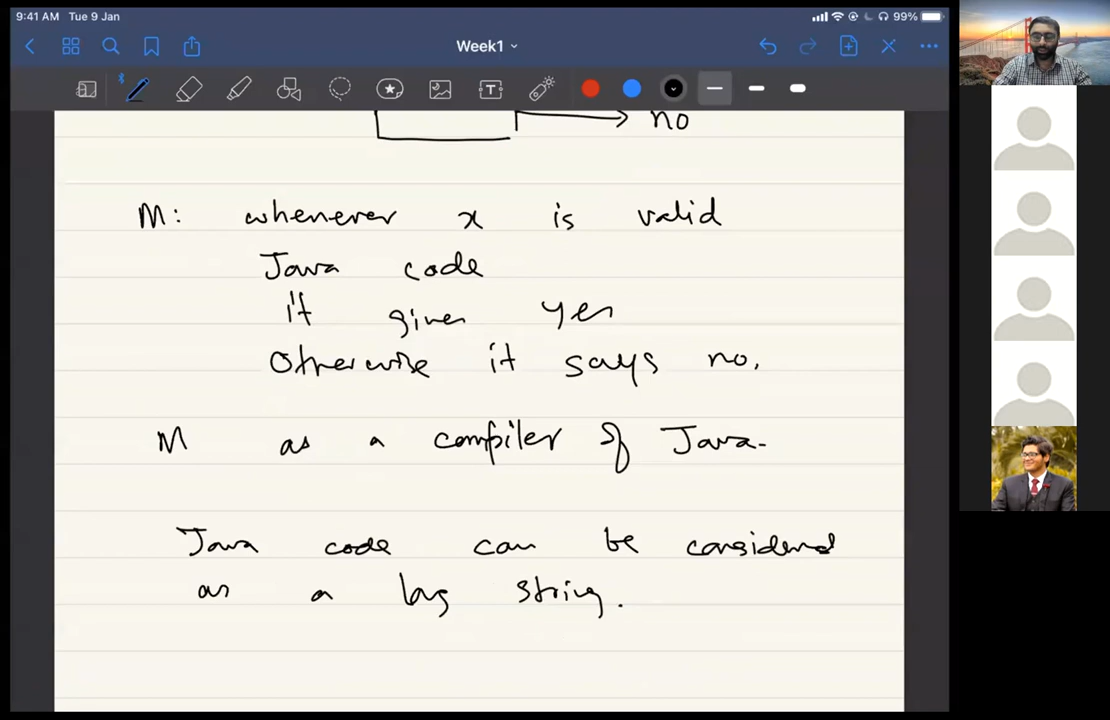 9:41 AM Tue 9 Jan 99%
Week1
no
M: whenever x is valid
Java code
it gives yes
Otherwise it says no.
M as a compiler of Java.
Java code can be considered
as a long string.